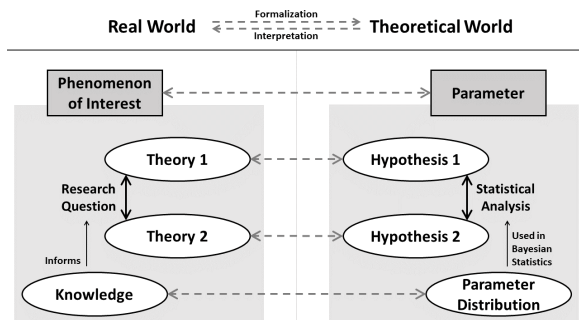 Real World
Formalization
Interpretation
Theoretical World
Phenomenon
of Interest
Parameter
Theory 1
Hypothesis 1
Research
Question
Statistical
Analysis
Theory 2
Hypothesis 2
Informs
Used in
Bayesian
Statistics
Knowledge
Parameter
Distribution